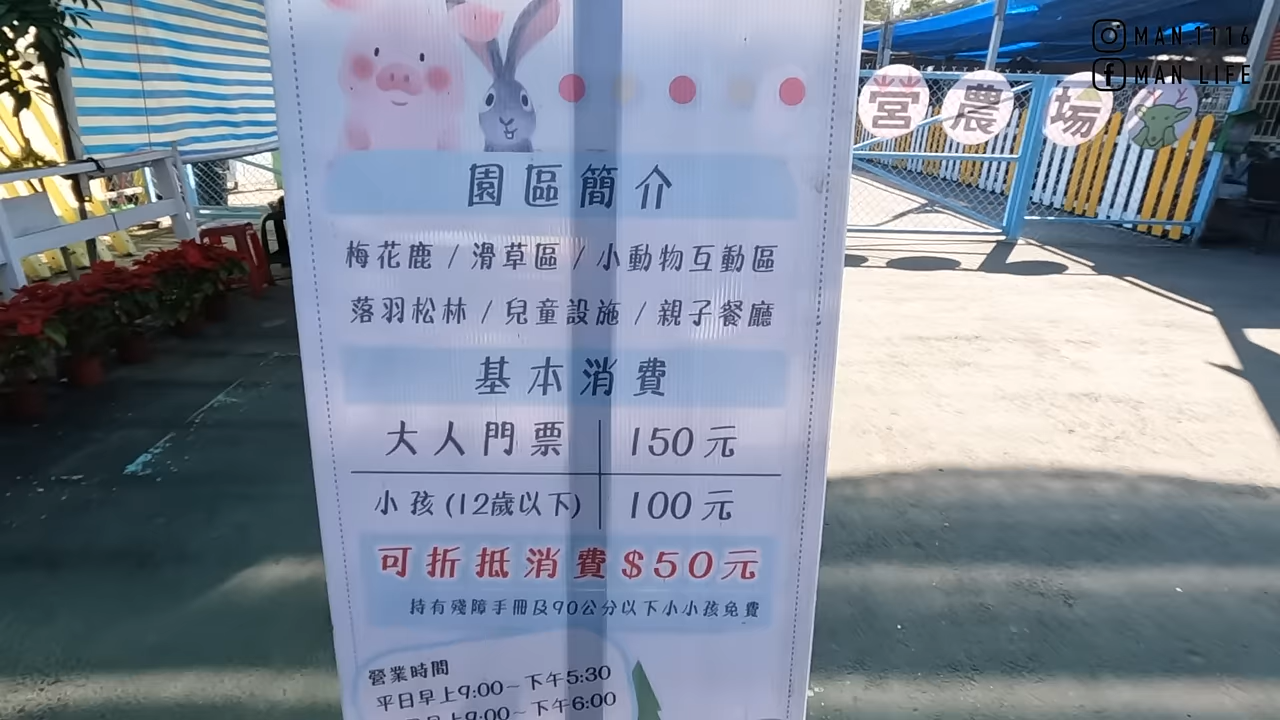 MAN.1116
MAN LIFE
宮農場
園區簡介
梅花鹿 / 滑草區 / 小動物互動區
落羽松林 / 兒童設施 / 親子餐廳
基本消費
大人門票 150元
小孩(12歲以下) 100元
可折抵消費$50元
持有殘障手冊及90公分以下小小孩免費
營業時間
平日早上9:00~下午5:30
日早上9:00~下午6:00